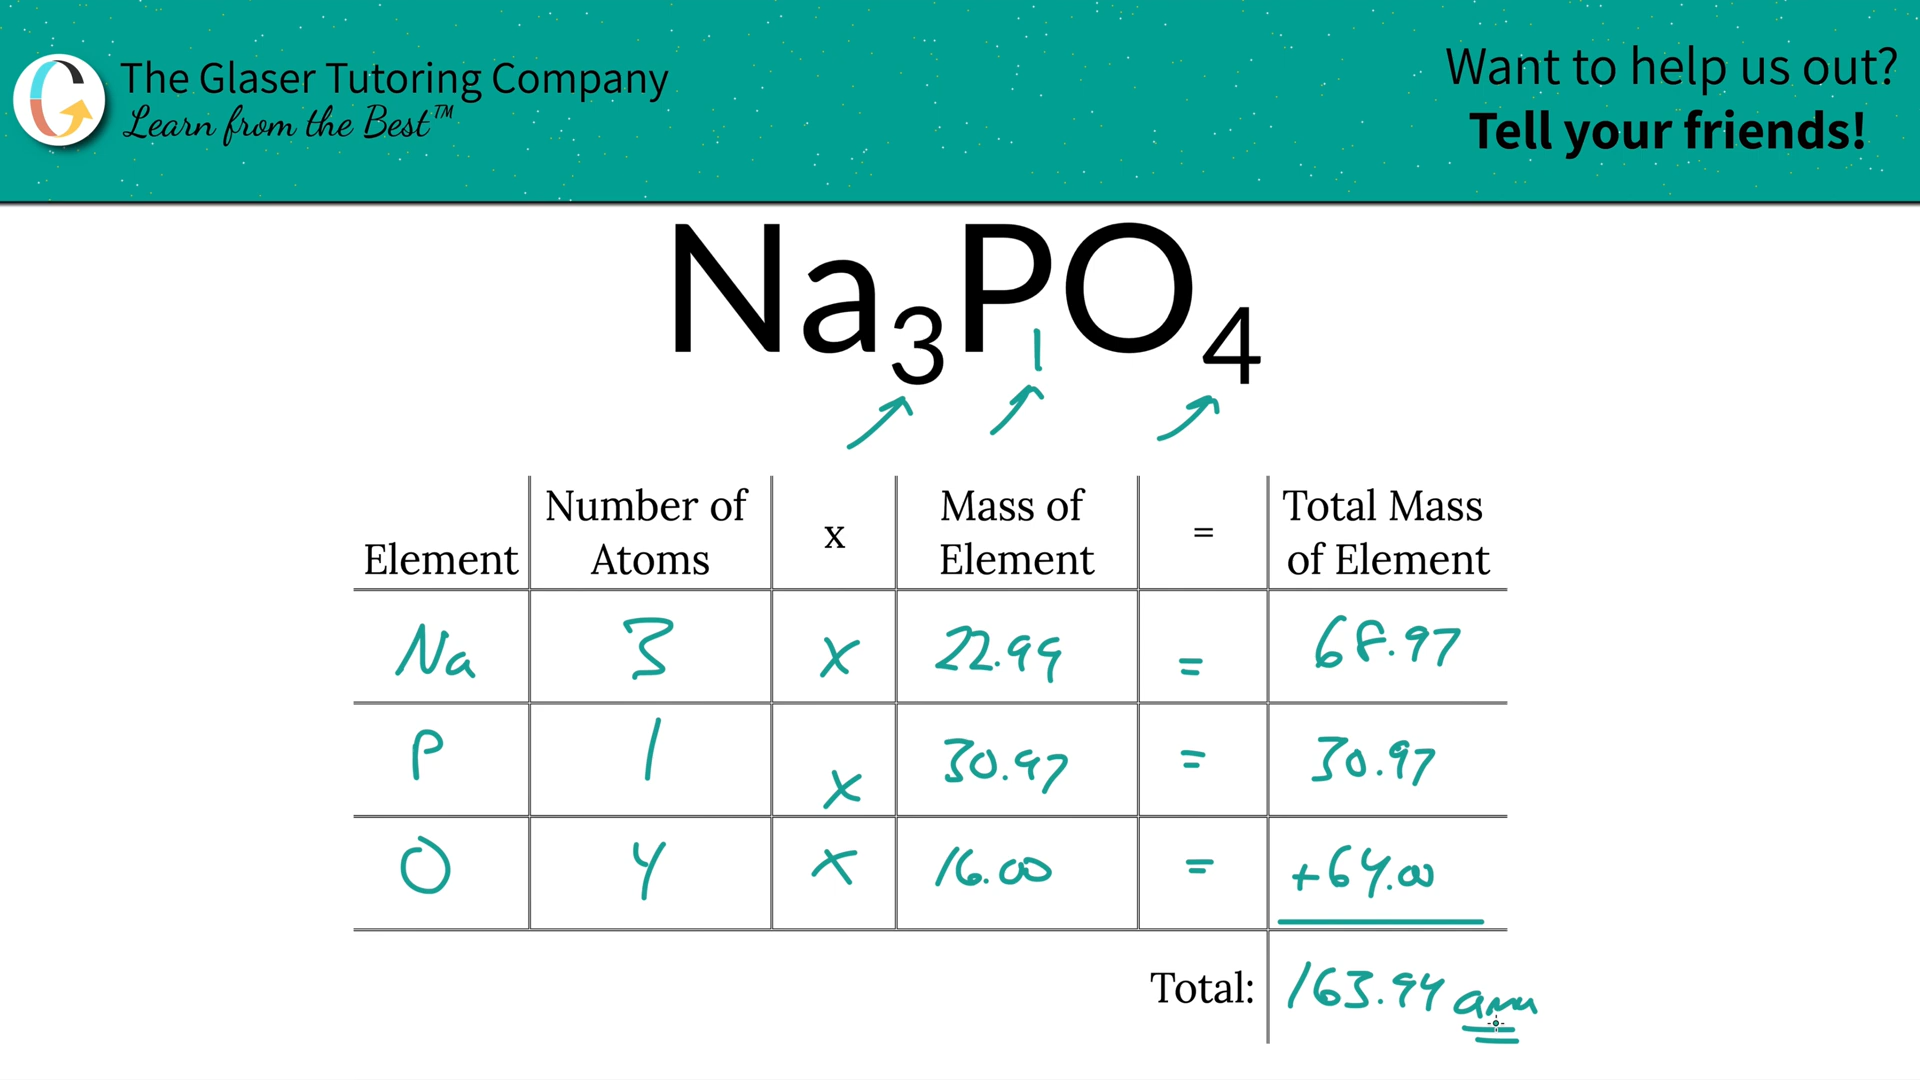 The Glaser Tutoring Company
Learn from the Best™
Want to help us out?
Tell your friends!
Na₃PO₄
1
Element
Number of
Atoms
x
Mass of
Element
=
Total Mass
of Element
Na 3 x 22.99 = 68.97
P 1 x 30.97 = 30.97
O 4 x 16.00 = +64.00
Total: 163.94 amu